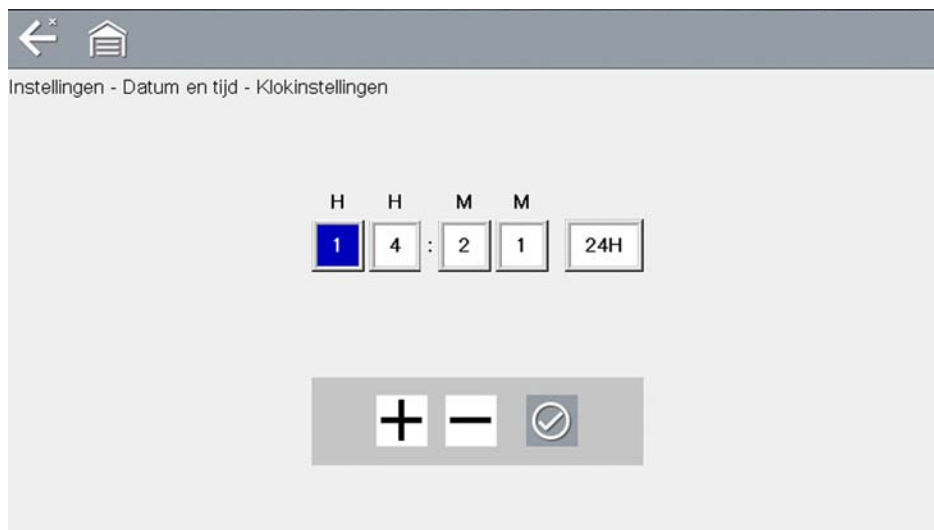 Instellingen - Datum en tijd - Klokinstellingen
H H M M
1 4 : 2 1 24H